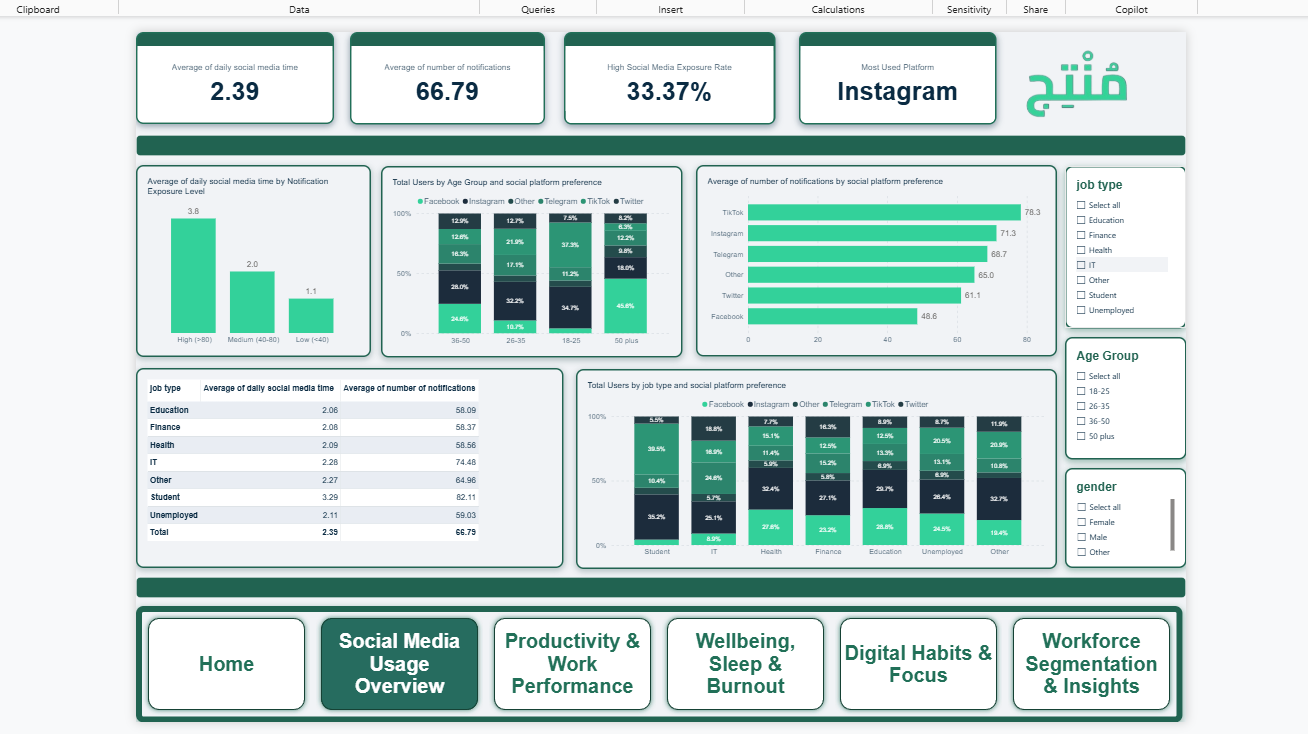 Clipboard
Data
Queries
Insert
Calculations
Sensitivity
Share
Copilot
Average of daily social media time
2.39
Average of number of notifications
66.79
High Social Media Exposure Rate
33.37%
Most Used Platform
Instagram
مُنْتِج
Average of daily social media time by Notification
Exposure Level
3.8
2.0
1.1
High (>80)
Medium (40-80)
Low (<40)
Total Users by Age Group and social platform preference
Facebook Instagram Other Telegram TikTok Twitter
100%
50%
0%
12.9%
12.6%
16.3%
28.0%
24.6%
12.7%
21.9%
17.1%
32.2%
10.7%
7.5%
37.3%
11.2%
34.7%
8.2%
6.3%
12.2%
9.8%
18.0%
45.6%
36-50
26-35
18-25
50 plus
Average of number of notifications by social platform preference
TikTok 78.3
Instagram 71.3
Telegram 68.7
Other 65.0
Twitter 61.1
Facebook 48.6
0 20 40 60 80
job type
Select all
Education
Finance
Health
IT
Other
Student
Unemployed
Age Group
Select all
18-25
26-35
36-50
50 plus
gender
Select all
Female
Male
Other
job type Average of daily social media time Average of number of notifications
Education 2.06 58.09
Finance 2.08 58.37
Health 2.09 58.56
IT 2.28 74.48
Other 2.27 64.96
Student 3.29 82.11
Unemployed 2.11 59.03
Total 2.39 66.79
Total Users by job type and social platform preference
Facebook Instagram Other Telegram TikTok Twitter
100%
50%
0%
5.5%
39.5%
10.4%
35.2%
18.8%
16.9%
24.6%
5.7%
25.1%
8.9%
7.7%
15.1%
11.4%
5.9%
32.4%
27.6%
16.3%
12.5%
15.2%
5.8%
27.1%
23.2%
8.9%
12.5%
13.3%
6.9%
29.7%
28.8%
8.7%
20.5%
13.1%
6.9%
26.4%
24.5%
11.9%
20.9%
10.8%
32.7%
19.4%
Student
IT
Health
Finance
Education
Unemployed
Other
Home
Social Media
Usage
Overview
Productivity &
Work
Performance
Wellbeing,
Sleep &
Burnout
Digital Habits &
Focus
Workforce
Segmentation
& Insights